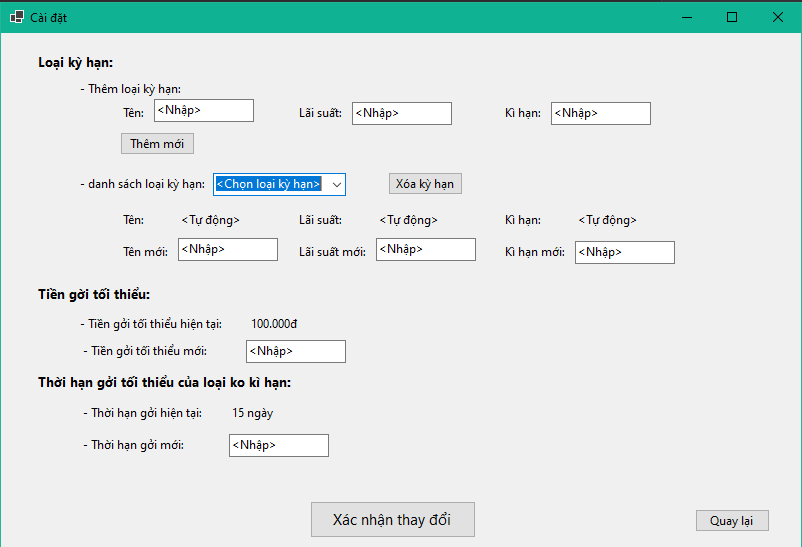 Cài đặt
Loại kỳ hạn:
- Thêm loại kỳ hạn:
Tên: <Nhập> Lãi suất: <Nhập> Kì hạn: <Nhập>
Thêm mới
- danh sách loại kỳ hạn: <Chọn loại kỳ hạn> Xóa kỳ hạn
Tên: <Tự động> Lãi suất: <Tự động> Kì hạn: <Tự động>
Tên mới: <Nhập> Lãi suất mới: <Nhập> Kì hạn mới: <Nhập>
Tiền gời tối thiểu:
- Tiền gởi tối thiểu hiện tại: 100.000đ
- Tiền gởi tối thiểu mới: <Nhập>
Thời hạn gởi tối thiểu của loại ko kì hạn:
- Thời hạn gởi hiện tại: 15 ngày
- Thời hạn gởi mới: <Nhập>
Xác nhận thay đổi
Quay lại